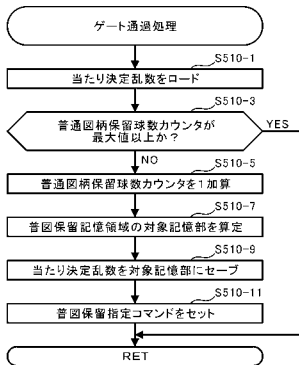 ゲート通過処理
S510-1
当たり決定乱数をロード
S510-3
普通図柄保留球数カウンタが
最大値以上か？
YES
NO
S510-5
普通図柄保留球数カウンタを1加算
S510-7
普図保留記憶領域の対象記憶部を算定
S510-9
当たり決定乱数を対象記憶部にセーブ
S510-11
普図保留指定コマンドをセット
RET